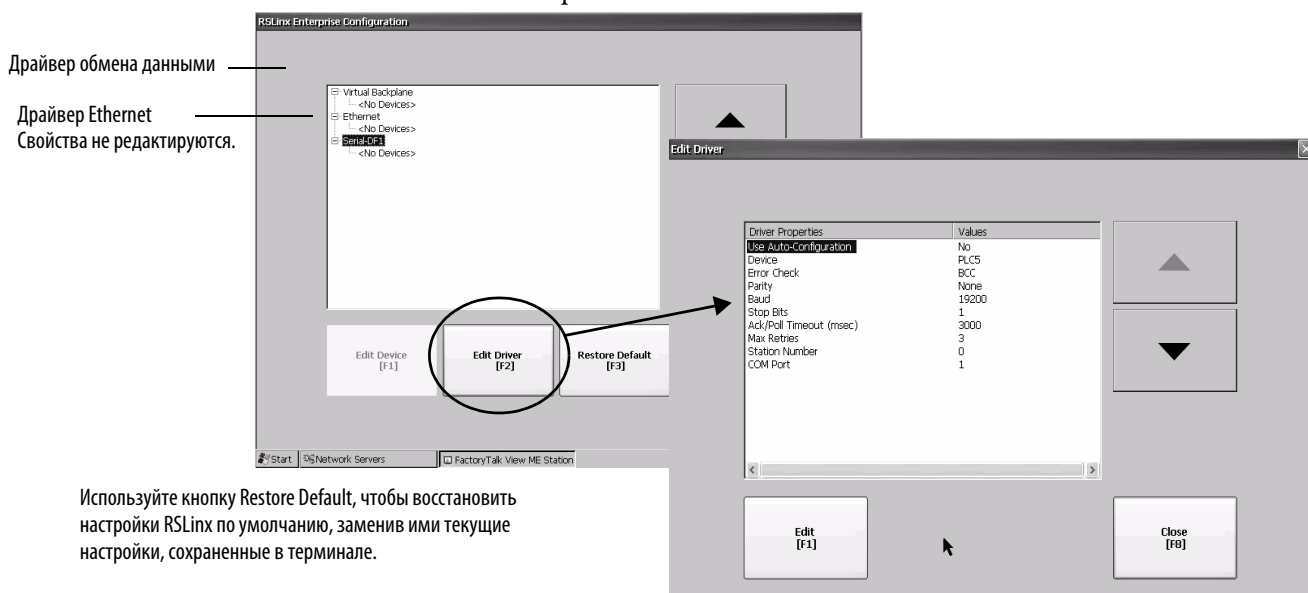 RSLinx Enterprise Configuration
Драйвер обмена данными
Драйвер Ethernet
Свойства не редактируются.
Virtual Backplane
<No Devices>
Ethernet
<No Devices>
Serial-DF1
<No Devices>
Edit Device
[F1]
Edit Driver
[F2]
Restore Default
[F3]
Start
Network Servers
FactoryTalk View ME Station
Edit Driver
Driver Properties Values
Use Auto-Configuration No
Device PLC5
Error Check BCC
Parity None
Baud 19200
Stop Bits 1
Ack/Poll Timeout (msec) 3000
Max Retries 3
Station Number 0
COM Port 1
Edit
[F1]
Close
[F8]
Используйте кнопку Restore Default, чтобы восстановить
настройки RSLinx по умолчанию, заменив ими текущие
настройки, сохраненные в терминале.